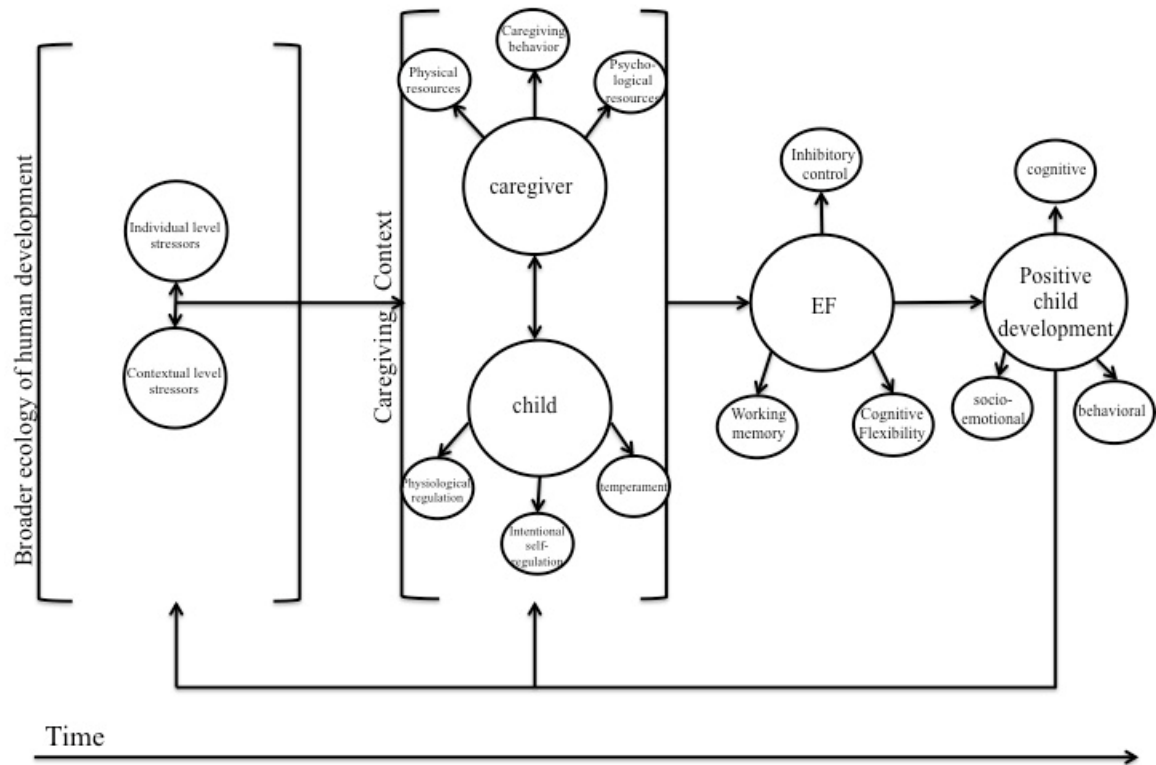 Broader ecology of human development
Individual level
stressors
Contextual level
stressors
Caregiving Context
Physical
resources
Caregiving
behavior
Psycho-
logical
resources
caregiver
child
Physiological
regulation
Intentional
self-
regulation
temperament
Inhibitory
control
EF
Working
memory
Cognitive
Flexibility
cognitive
Positive
child
development
socio-
emotional
behavioral
Time